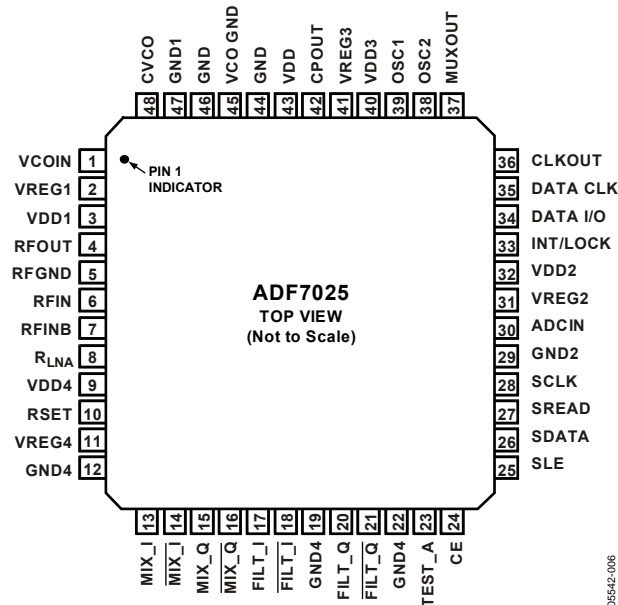 48 CVCO
47 GND1
46 GND
45 VCO GND
44 GND
43 VDD
42 CPOUT
41 VREG3
40 VDD3
39 OSC1
38 OSC2
37 MUXOUT
VCOIN 1
VREG1 2
VDD1 3
RFOUT 4
RFGND 5
RFIN 6
RFINB 7
RLNA 8
VDD4 9
RSET 10
VREG4 11
GND4 12
PIN 1
INDICATOR
ADF7025
TOP VIEW
(Not to Scale)
36 CLKOUT
35 DATA CLK
34 DATA I/O
33 INT/LOCK
32 VDD2
31 VREG2
30 ADCIN
29 GND2
28 SCLK
27 SREAD
26 SDATA
25 SLE
13 MIX_I
14 M̅I̅X̅_̅I̅
15 MIX_Q
16 M̅I̅X̅_̅Q̅
17 FILT_I
18 F̅I̅L̅T̅_̅I̅
19 GND4
20 FILT_Q
21 F̅I̅L̅T̅_̅Q̅
22 GND4
23 TEST_A
24 CE
05542-006